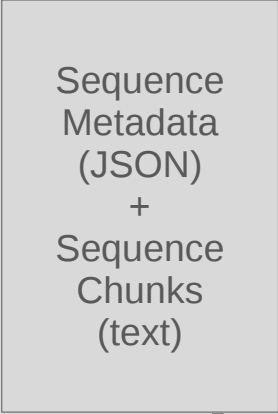 Sequence
Metadata
(JSON)
+
Sequence
Chunks
(text)